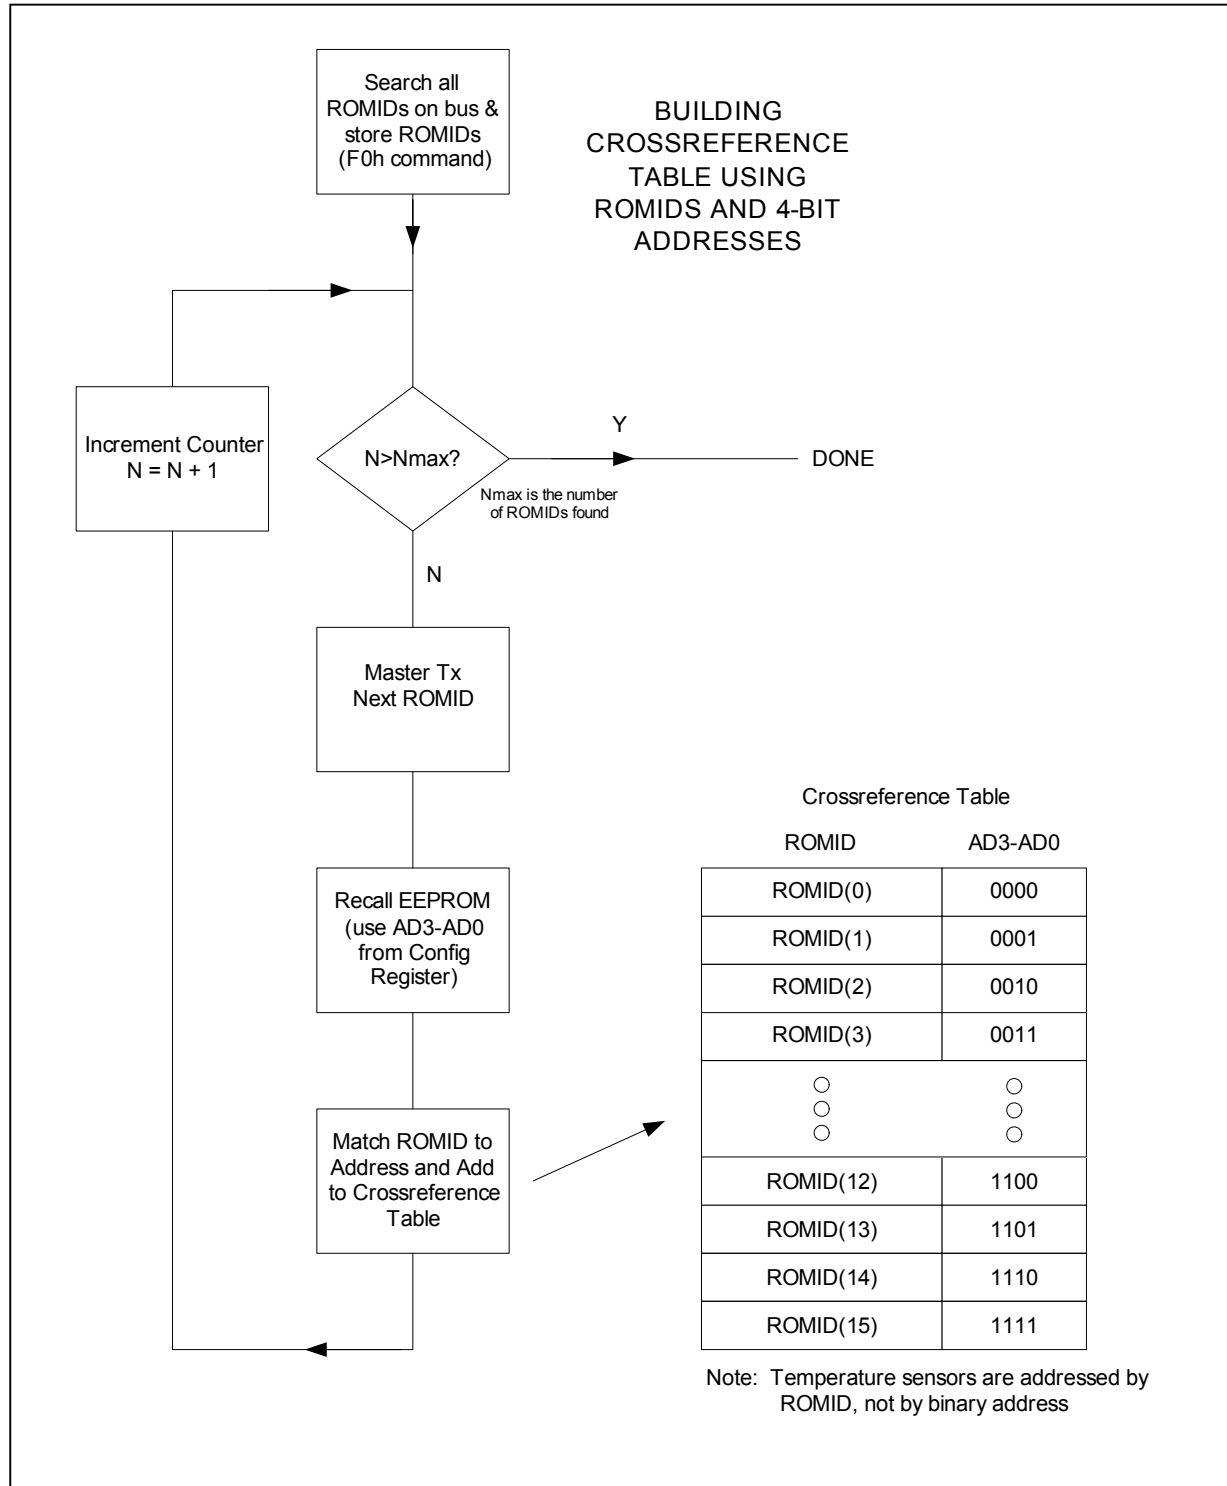 Search all
ROMIDs on bus &
store ROMIDs
(F0h command)
BUILDING
CROSSREFERENCE
TABLE USING
ROMIDS AND 4-BIT
ADDRESSES
Increment Counter
N = N + 1
N>Nmax?
Y
DONE
Nmax is the number
of ROMIDs found
N
Master Tx
Next ROMID
Recall EEPROM
(use AD3-AD0
from Config
Register)
Match ROMID to
Address and Add
to Crossreference
Table
Crossreference Table
ROMID AD3-AD0
ROMID(0) 0000
ROMID(1) 0001
ROMID(2) 0010
ROMID(3) 0011
ROMID(12) 1100
ROMID(13) 1101
ROMID(14) 1110
ROMID(15) 1111
Note: Temperature sensors are addressed by
ROMID, not by binary address